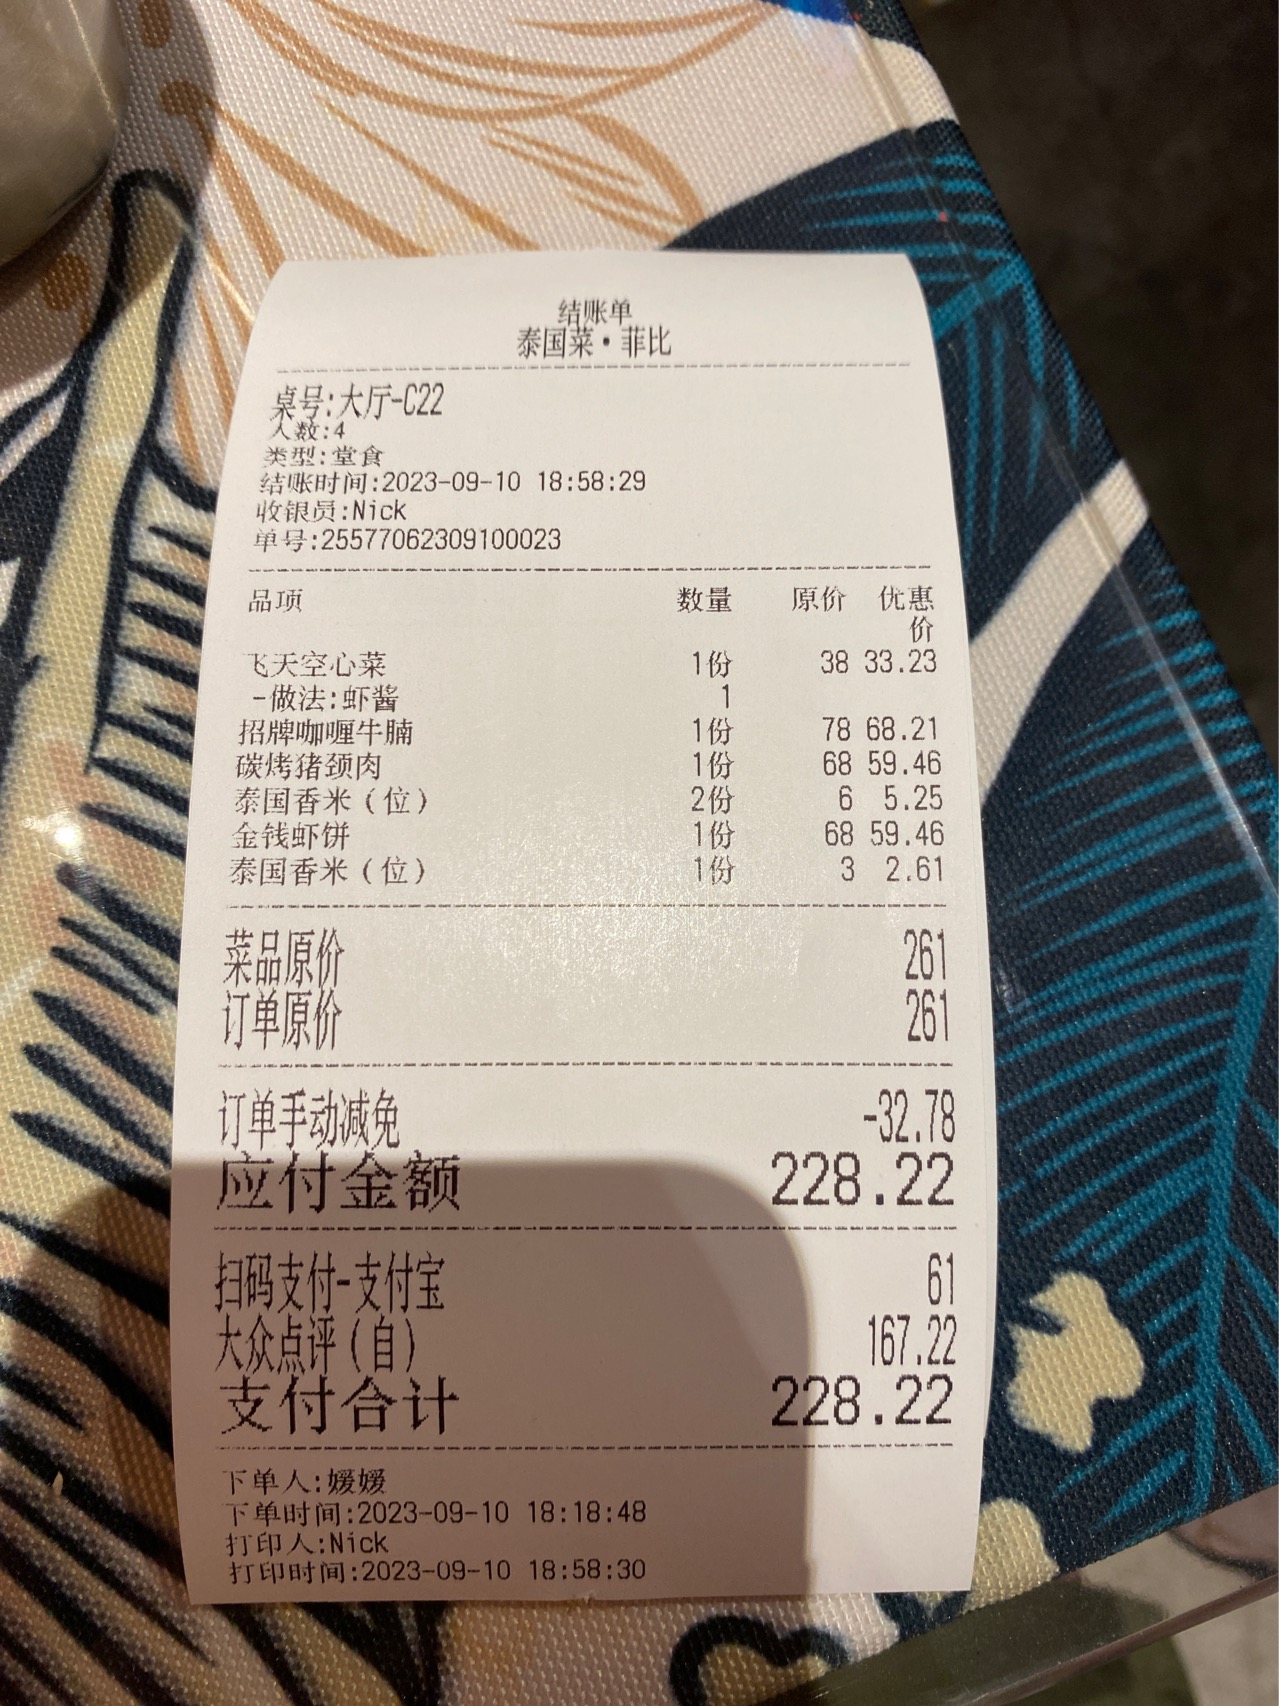 结账单
泰国菜·菲比
桌号:大厅-C22
人数:4
类型:堂食
结账时间:2023-09-10 18:58:29
收银员:Nick
单号:25577062309100023
品项 数量 原价 优惠价
飞天空心菜 1份 38 33.23
-做法:虾酱 1
招牌咖喱牛腩 1份 78 68.21
碳烤猪颈肉 1份 68 59.46
泰国香米(位) 2份 6 5.25
金钱虾饼 1份 68 59.46
泰国香米(位) 1份 3 2.61
菜品原价 261
订单原价 261
订单手动减免 -32.78
应付金额 228.22
扫码支付-支付宝 61
大众点评(自) 167.22
支付合计 228.22
下单人:媛媛
下单时间:2023-09-10 18:18:48
打印人:Nick
打印时间:2023-09-10 18:58:30